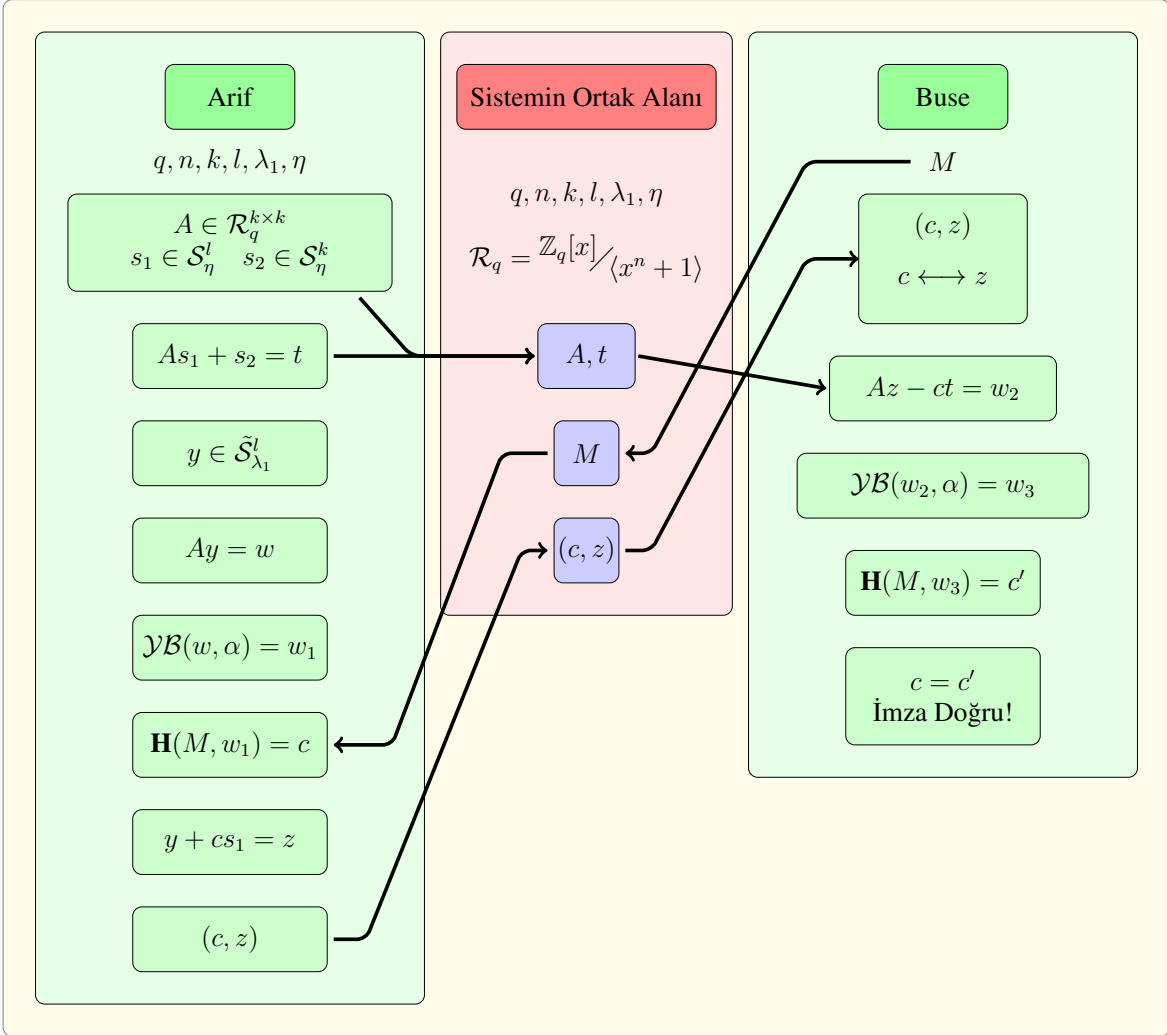 Arif
q, n, k, l, λ₁, η
A ∈ 𝓡_q^{k×k}
s₁ ∈ 𝓢_η^l   s₂ ∈ 𝓢_η^k
As₁ + s₂ = t
y ∈ 𝓢̃_{λ₁}^l
Ay = w
𝓨𝓑(w, α) = w₁
H(M, w₁) = c
y + cs₁ = z
(c, z)
Sistemin Ortak Alanı
q, n, k, l, λ₁, η
𝓡_q = ℤ_q[x]/⟨xⁿ + 1⟩
A, t
M
(c, z)
Buse
M
(c, z)
c ⟷ z
Az − ct = w₂
𝓨𝓑(w₂, α) = w₃
H(M, w₃) = c′
c = c′
İmza Doğru!